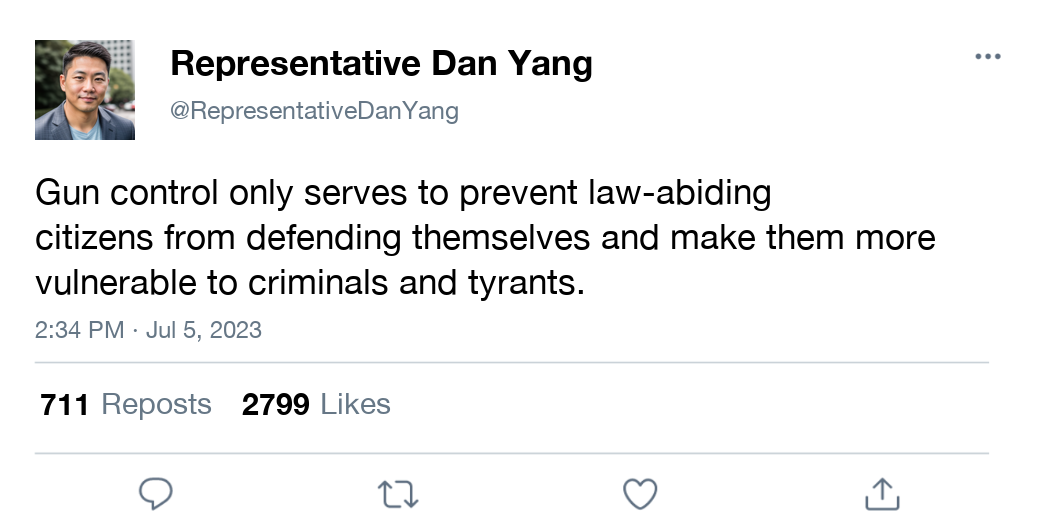 Representative Dan Yang
@RepresentativeDanYang
Gun control only serves to prevent law-abiding
citizens from defending themselves and make them more
vulnerable to criminals and tyrants.
2:34 PM · Jul 5, 2023
711 Reposts 2799 Likes